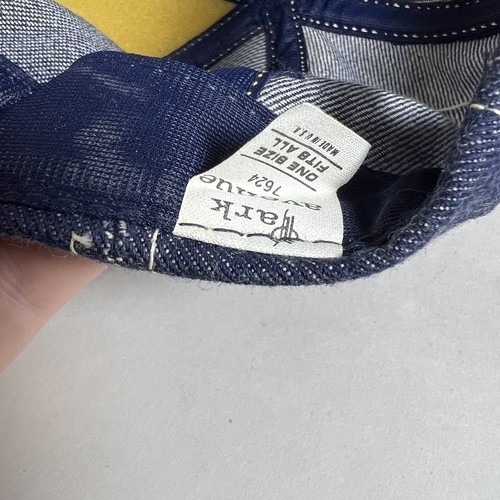 Park
avenue
7624
ONE SIZE
FITS ALL
MADE IN U.S.A.